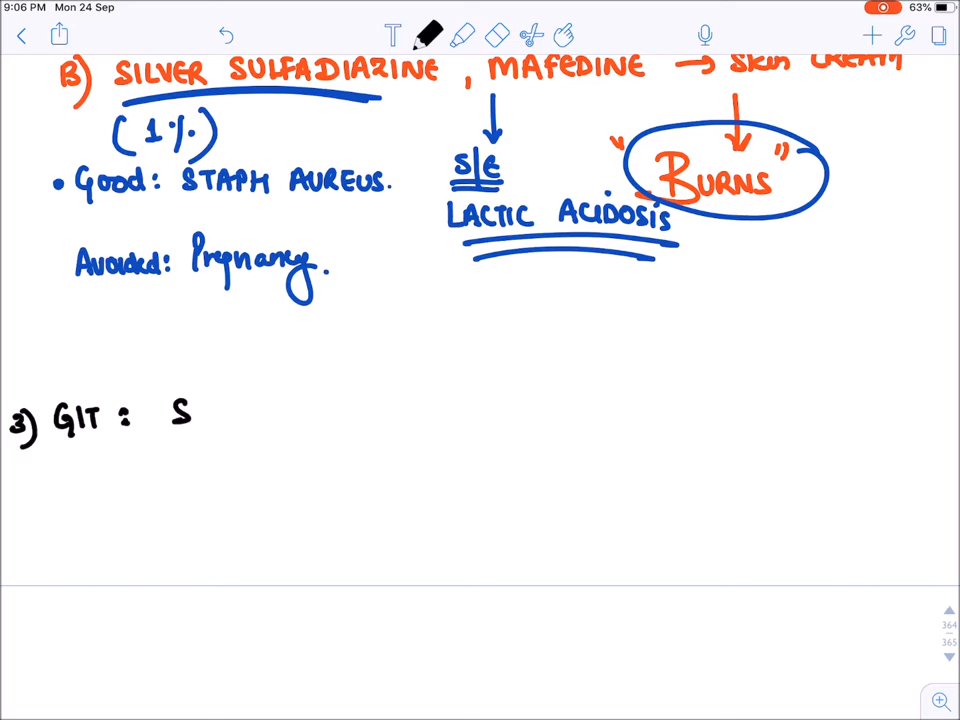 9:06 PM Mon 24 Sep 63%
T
B) SILVER SULFADIAZINE , MAFEDINE → Skin CREAM
(1%)
• Good: STAPH AUREUS.
S/E
"BURNS"
LACTIC ACIDOSIS
Avoided: Pregnancy.
3) GIT : S
364
365